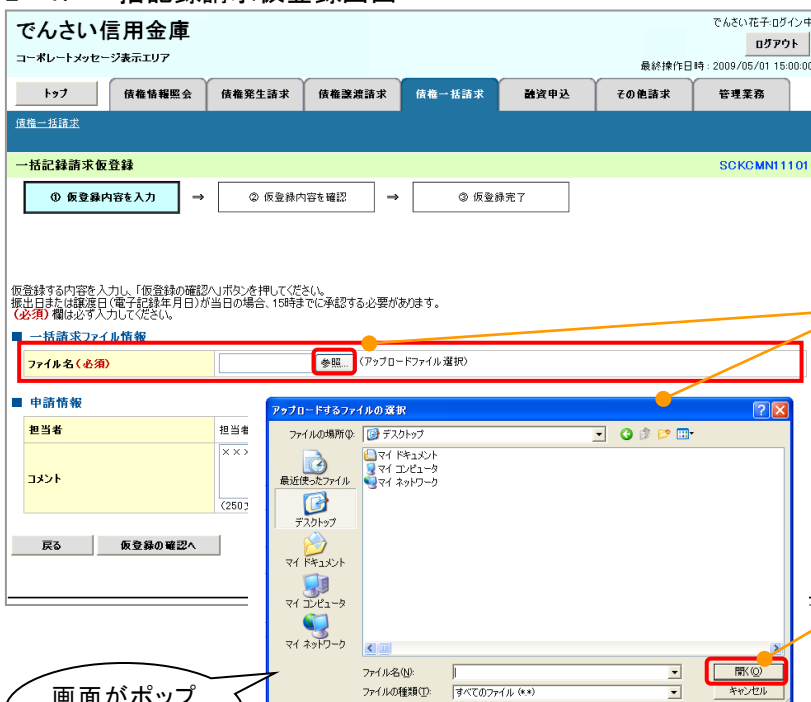 でんさい信用金庫
でんさい花子:ログイン中
ログアウト
コーポレートメッセージ表示エリア
最終操作日時:2009/05/01 15:00:00
トップ 債権情報照会 債権発生請求 債権譲渡請求 債権一括請求 融資申込 その他請求 管理業務
債権一括請求
一括記録請求仮登録 SCKCMN11101
① 仮登録内容を入力 ⇒ ② 仮登録内容を確認 ⇒ ③ 仮登録完了
仮登録する内容を入力し、「仮登録の確認へ」ボタンを押してください。
振出日または譲渡日(電子記録年月日)が当日の場合、15時までに承認する必要があります。
(必須)欄は必ず入力してください。
■ 一括請求ファイル情報
ファイル名(必須) 参照... (アップロードファイル選択)
■ 申請情報
担当者 担当者
コメント
(250
戻る 仮登録の確認へ
アップロードするファイルの選択
ファイルの場所(I): デスクトップ
マイ ドキュメント
マイ コンピュータ
マイ ネットワーク
最近使ったファイル
デスクトップ
マイ ドキュメント
マイ コンピュータ
マイ ネットワーク
ファイル名(N): 開く(O)
ファイルの種類(T): すべてのファイル (*.*) キャンセル
画面がポップ